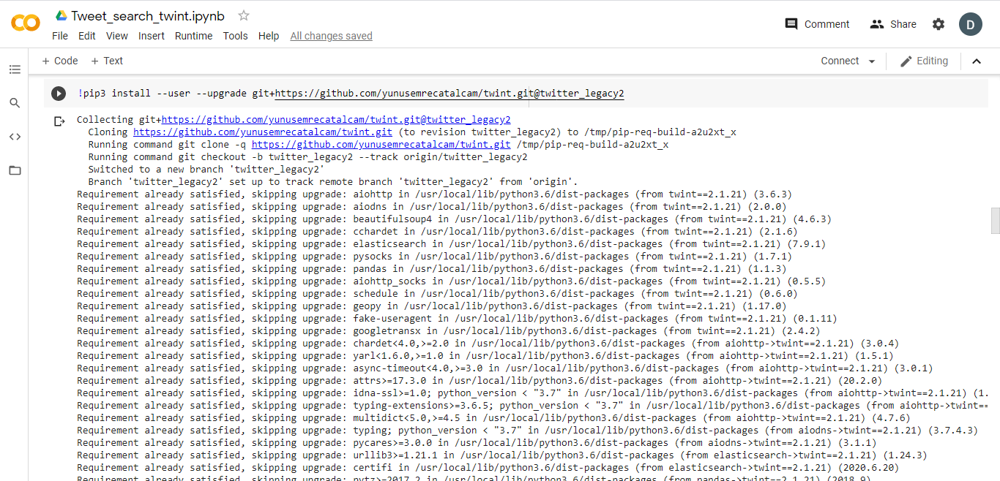 Tweet_search_twint.ipynb
File Edit View Insert Runtime Tools Help All changes saved
Comment Share D
+ Code + Text Connect Editing
!pip3 install --user --upgrade git+https://github.com/yunusemrecatalcam/twint.git@twitter_legacy2
Collecting git+https://github.com/yunusemrecatalcam/twint.git@twitter_legacy2
Cloning https://github.com/yunusemrecatalcam/twint.git (to revision twitter_legacy2) to /tmp/pip-req-build-a2u2xt_x
Running command git clone -q https://github.com/yunusemrecatalcam/twint.git /tmp/pip-req-build-a2u2xt_x
Running command git checkout -b twitter_legacy2 --track origin/twitter_legacy2
Switched to a new branch 'twitter_legacy2'
Branch 'twitter_legacy2' set up to track remote branch 'twitter_legacy2' from 'origin'.
Requirement already satisfied, skipping upgrade: aiohttp in /usr/local/lib/python3.6/dist-packages (from twint==2.1.21) (3.6.3)
Requirement already satisfied, skipping upgrade: aiodns in /usr/local/lib/python3.6/dist-packages (from twint==2.1.21) (2.0.0)
Requirement already satisfied, skipping upgrade: beautifulsoup4 in /usr/local/lib/python3.6/dist-packages (from twint==2.1.21) (4.6.3)
Requirement already satisfied, skipping upgrade: cchardet in /usr/local/lib/python3.6/dist-packages (from twint==2.1.21) (2.1.6)
Requirement already satisfied, skipping upgrade: elasticsearch in /usr/local/lib/python3.6/dist-packages (from twint==2.1.21) (7.9.1)
Requirement already satisfied, skipping upgrade: pysocks in /usr/local/lib/python3.6/dist-packages (from twint==2.1.21) (1.7.1)
Requirement already satisfied, skipping upgrade: pandas in /usr/local/lib/python3.6/dist-packages (from twint==2.1.21) (1.1.3)
Requirement already satisfied, skipping upgrade: aiohttp_socks in /usr/local/lib/python3.6/dist-packages (from twint==2.1.21) (0.5.5)
Requirement already satisfied, skipping upgrade: schedule in /usr/local/lib/python3.6/dist-packages (from twint==2.1.21) (0.6.0)
Requirement already satisfied, skipping upgrade: geopy in /usr/local/lib/python3.6/dist-packages (from twint==2.1.21) (1.17.0)
Requirement already satisfied, skipping upgrade: fake-useragent in /usr/local/lib/python3.6/dist-packages (from twint==2.1.21) (0.1.11)
Requirement already satisfied, skipping upgrade: googletransx in /usr/local/lib/python3.6/dist-packages (from twint==2.1.21) (2.4.2)
Requirement already satisfied, skipping upgrade: chardet<4.0,>=2.0 in /usr/local/lib/python3.6/dist-packages (from aiohttp->twint==2.1.21) (3.0.4)
Requirement already satisfied, skipping upgrade: yarl<1.6.0,>=1.0 in /usr/local/lib/python3.6/dist-packages (from aiohttp->twint==2.1.21) (1.5.1)
Requirement already satisfied, skipping upgrade: async-timeout<4.0,>=3.0 in /usr/local/lib/python3.6/dist-packages (from aiohttp->twint==2.1.21) (3.0.1)
Requirement already satisfied, skipping upgrade: attrs>=17.3.0 in /usr/local/lib/python3.6/dist-packages (from aiohttp->twint==2.1.21) (20.2.0)
Requirement already satisfied, skipping upgrade: idna-ssl>=1.0; python_version < "3.7" in /usr/local/lib/python3.6/dist-packages (from aiohttp->twint==2.1.21) (1.
Requirement already satisfied, skipping upgrade: typing-extensions>=3.6.5; python_version < "3.7" in /usr/local/lib/python3.6/dist-packages (from aiohttp->twint==
Requirement already satisfied, skipping upgrade: multidict<5.0,>=4.5 in /usr/local/lib/python3.6/dist-packages (from aiohttp->twint==2.1.21) (4.7.6)
Requirement already satisfied, skipping upgrade: typing; python_version < "3.7" in /usr/local/lib/python3.6/dist-packages (from aiodns->twint==2.1.21) (3.7.4.3)
Requirement already satisfied, skipping upgrade: pycares>=3.0.0 in /usr/local/lib/python3.6/dist-packages (from aiodns->twint==2.1.21) (3.1.1)
Requirement already satisfied, skipping upgrade: urllib3>=1.21.1 in /usr/local/lib/python3.6/dist-packages (from elasticsearch->twint==2.1.21) (1.24.3)
Requirement already satisfied, skipping upgrade: certifi in /usr/local/lib/python3.6/dist-packages (from elasticsearch->twint==2.1.21) (2020.6.20)
Requirement already satisfied, skipping upgrade: pytz>=2017.2 in /usr/local/lib/python3.6/dist-packages (from pandas->twint==2.1.21) (2018.9)